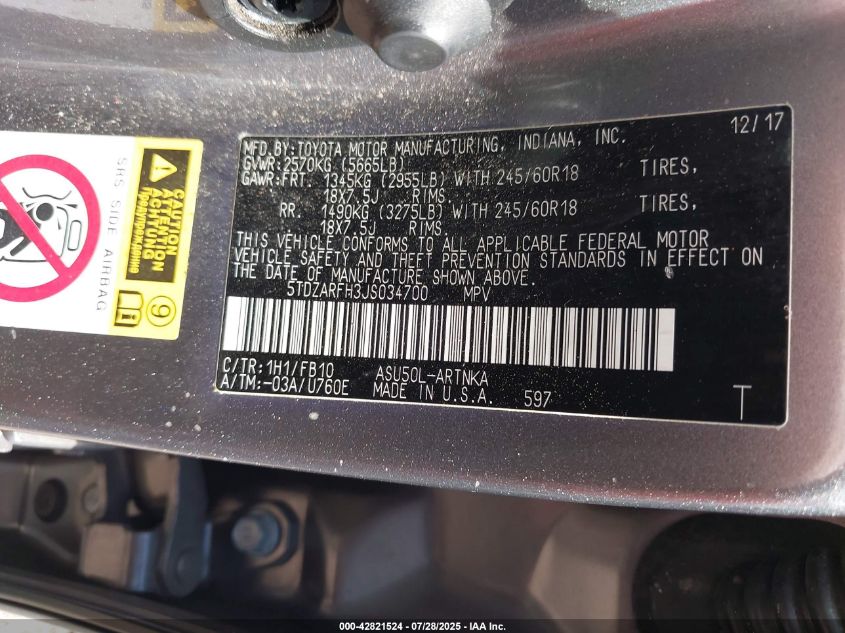 MFD.BY:TOYOTA MOTOR MANUFACTURING, INDIANA, INC. 12/17
GVWR:2570KG (5665LB)
GAWR:FRT. 1345KG (2955LB) WITH 245/60R18 TIRES,
18X7.5J RIMS.
RR. 1490KG (3275LB) WITH 245/60R18 TIRES,
18X7.5J RIMS.
THIS VEHICLE CONFORMS TO ALL APPLICABLE FEDERAL MOTOR
VEHICLE SAFETY AND THEFT PREVENTION STANDARDS IN EFFECT ON
THE DATE OF MANUFACTURE SHOWN ABOVE.
5TDZARFH3JS034700 MPV
C/TR:1H1/FB10 ASU50L-ARTNKA
A/TM:-03A/U760E MADE IN U.S.A. 597 T
SRS SIDE AIRBAG
CAUTION
ATTENTION
ACHTUNG
9
000-42821524 | 07/28/2025 - IAA Inc.